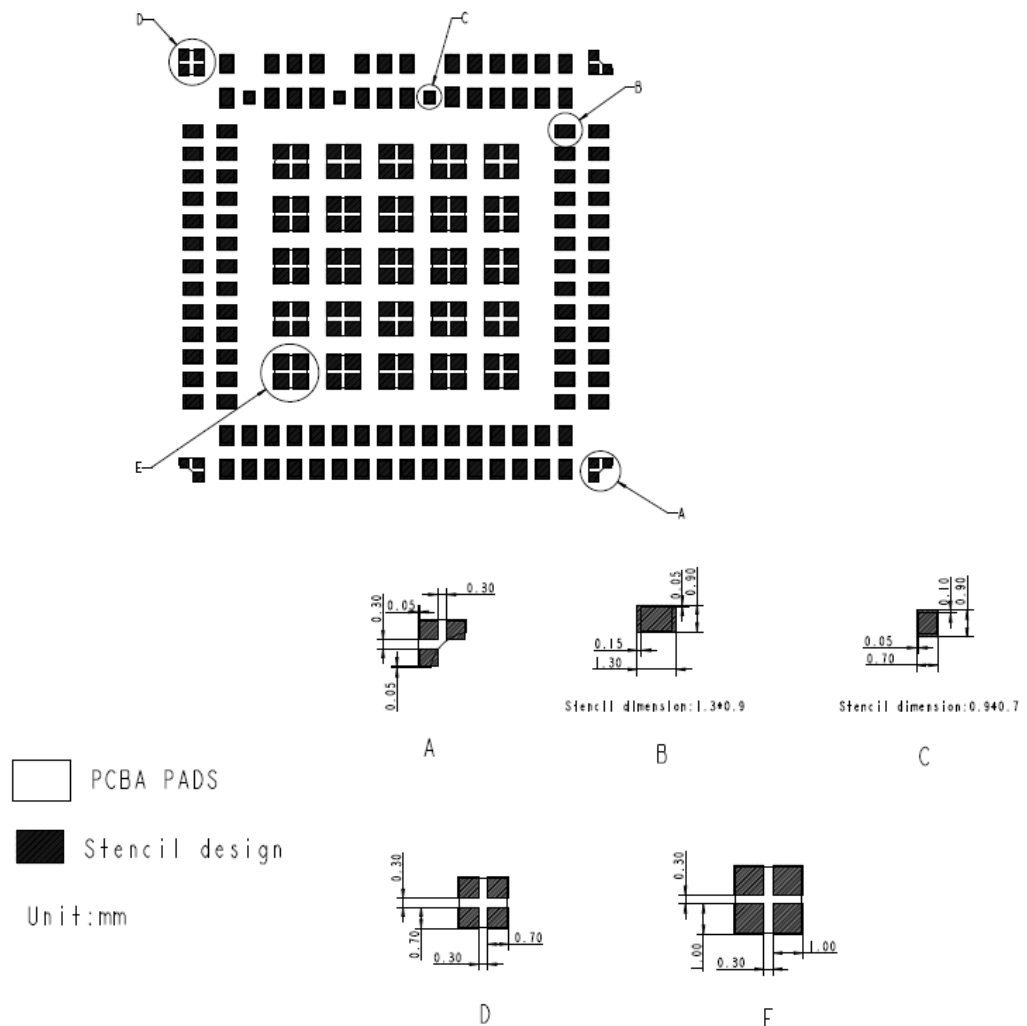 D
C
B
E
A
0.30
0.05
0.30
0.05
A
0.05
0.90
0.15
1.30
Stencil dimension:1.3*0.9
B
0.10
0.90
0.05
0.70
Stencil dimension:0.9*0.7
C
PCBA PADS
Stencil design
Unit:mm
0.30
0.70
0.70
0.30
D
0.30
1.00
1.00
0.30
E